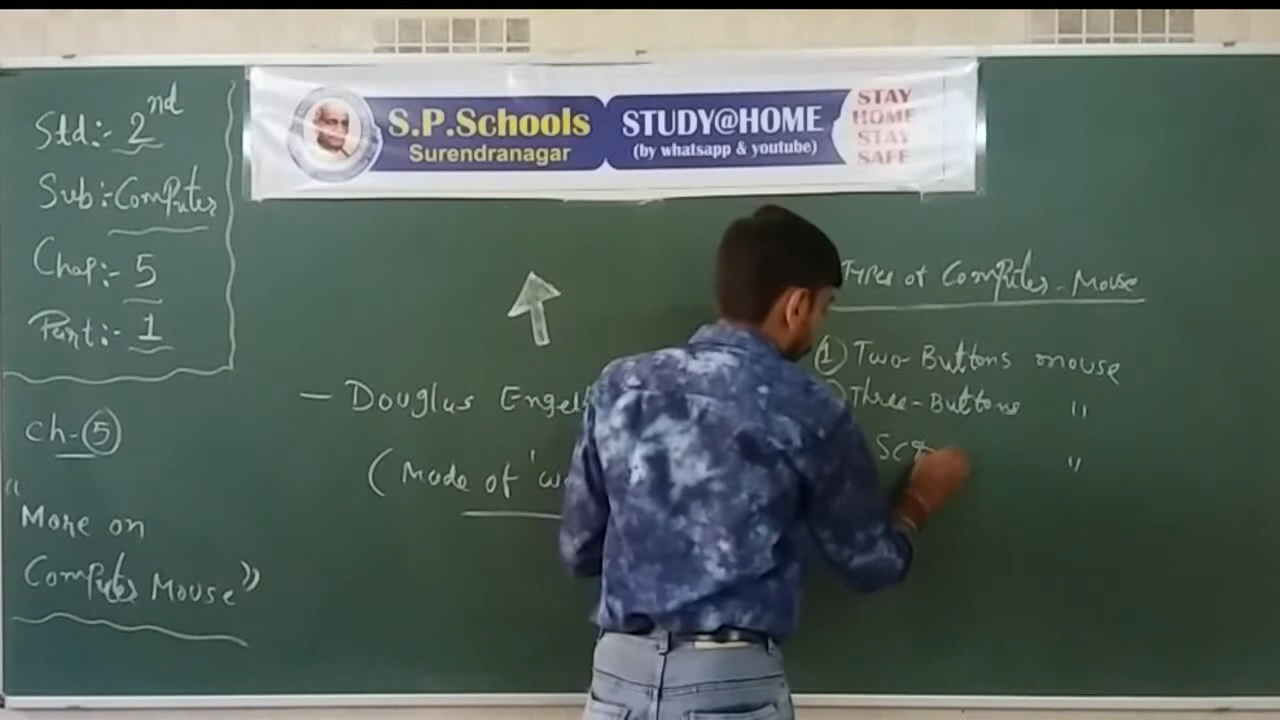 S.P.Schools
Surendranagar
STUDY@HOME
(by whatsapp & youtube)
STAY
HOME
STAY
SAFE
Std:- 2nd
Sub:- Computer
Chap:- 5
Part:- 1
Ch-5
"More on
Computer Mouse"
- Douglas
(Made of
Types of Computer-Mouse
1 Two-Buttons mouse
Three-Buttons "
"